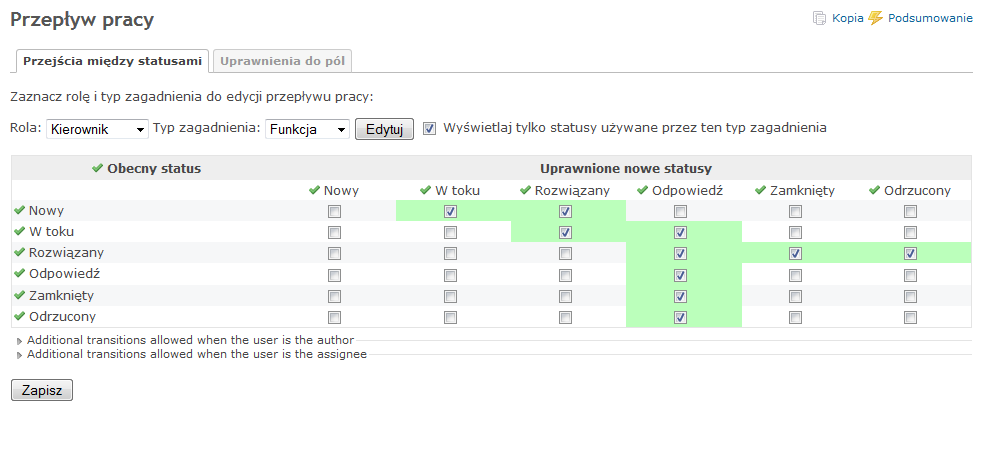 Przepływ pracy
Kopia Podsumowanie
Przejścia między statusami Uprawnienia do pól
Zaznacz rolę i typ zagadnienia do edycji przepływu pracy:
Rola: Kierownik Typ zagadnienia: Funkcja Edytuj Wyświetlaj tylko statusy używane przez ten typ zagadnienia
Obecny status Uprawnione nowe statusy
Nowy W toku Rozwiązany Odpowiedź Zamknięty Odrzucony
Nowy
W toku
Rozwiązany
Odpowiedź
Zamknięty
Odrzucony
Additional transitions allowed when the user is the author
Additional transitions allowed when the user is the assignee
Zapisz